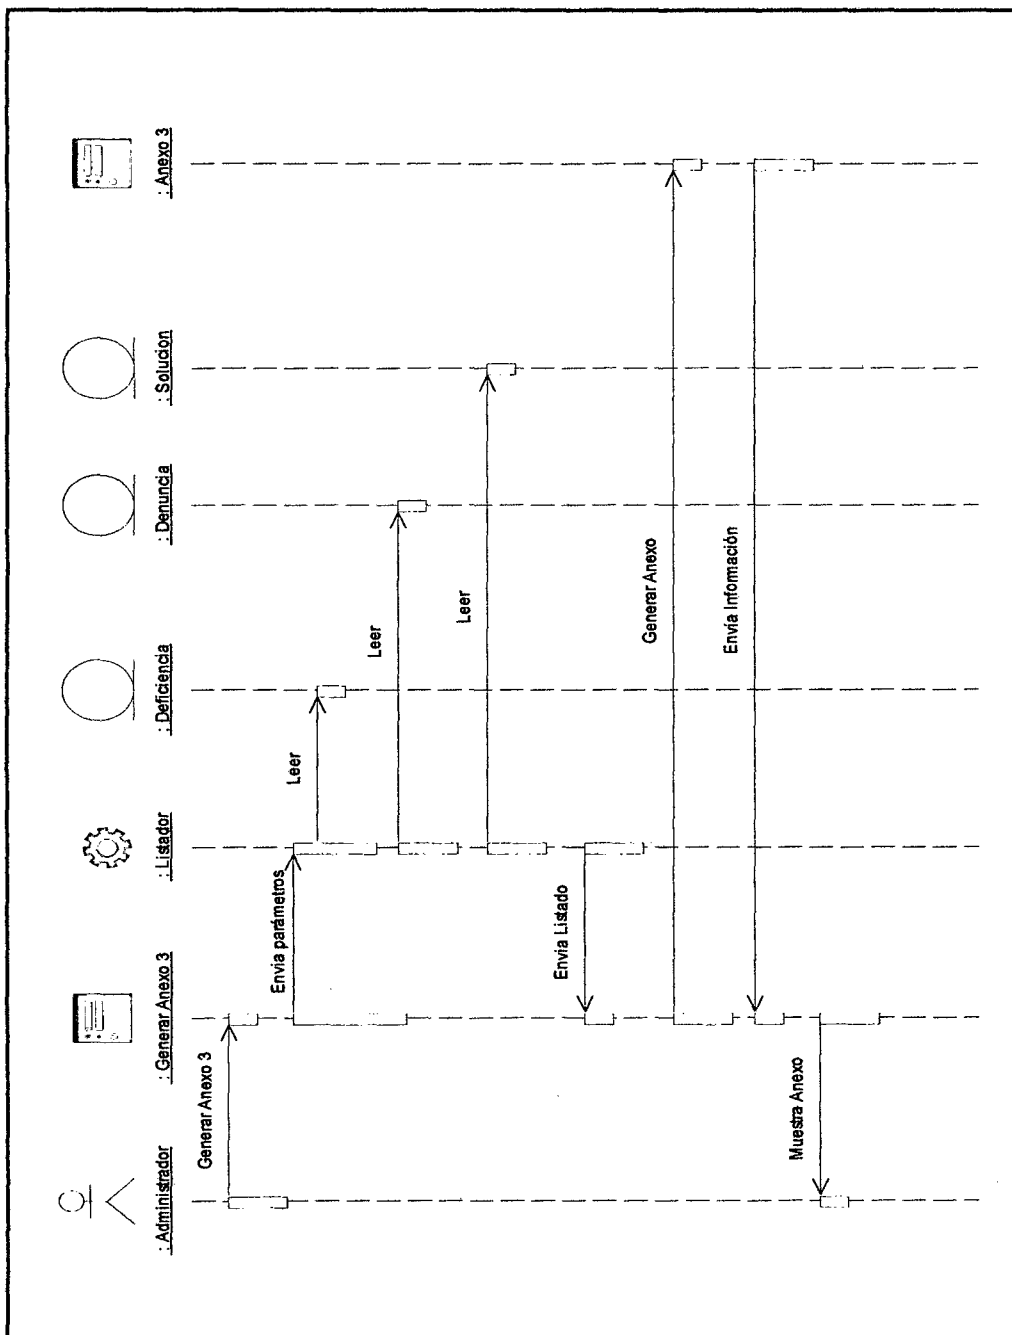 : Administrador
: Generar Anexo 3
: Listador
: Deficiencia
: Denuncia
: Solucion
: Anexo 3
Generar Anexo 3
Envia parámetros
Leer
Leer
Leer
Envia Listado
Generar Anexo
Envía Información
Muestra Anexo